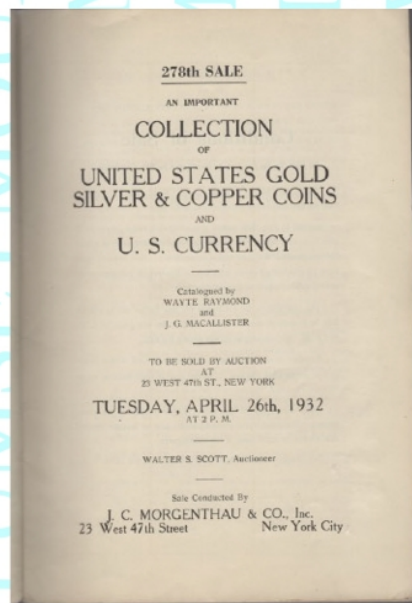 278th SALE
AN IMPORTANT
COLLECTION
OF
UNITED STATES GOLD
SILVER & COPPER COINS
AND
U. S. CURRENCY
Catalogued by
WAYTE RAYMOND
and
J. G. MACALLISTER
TO BE SOLD BY AUCTION
AT
23 WEST 47th ST., NEW YORK
TUESDAY, APRIL 26th, 1932
AT 2 P. M.
WALTER S. SCOTT, Auctioneer
Sale Conducted By
J. C. MORGENTHAU & CO., Inc.
23 West 47th Street New York City